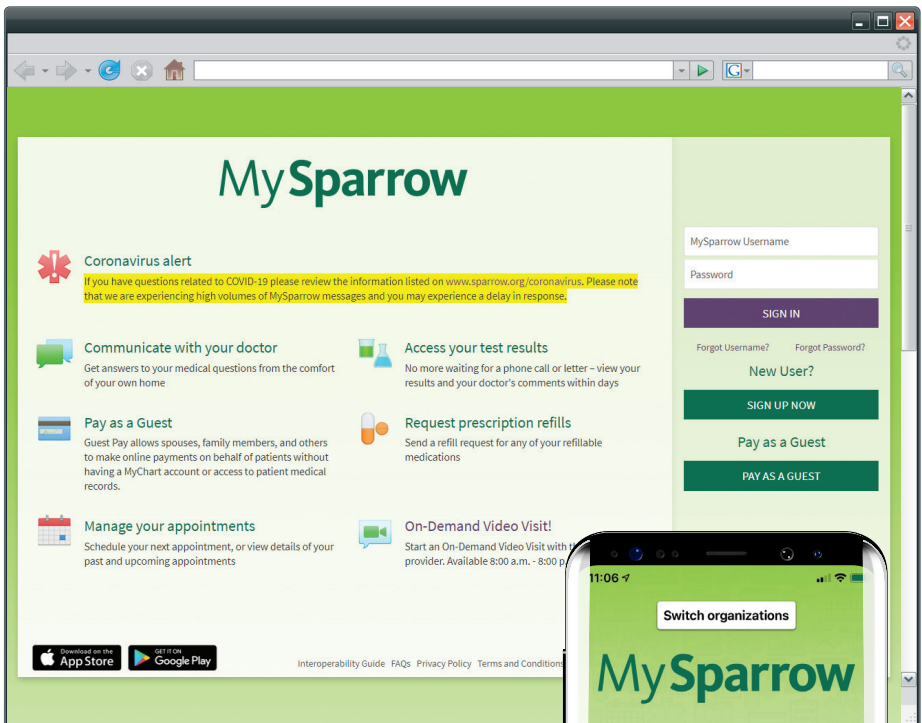 MySparrow
Coronavirus alert
If you have questions related to COVID-19 please review the information listed on www.sparrow.org/coronavirus. Please note
that we are experiencing high volumes of MySparrow messages and you may experience a delay in response.
Communicate with your doctor
Get answers to your medical questions from the comfort
of your own home
Access your test results
No more waiting for a phone call or letter – view your
results and your doctor's comments within days
Pay as a Guest
Guest Pay allows spouses, family members, and others
to make online payments on behalf of patients without
having a MyChart account or access to patient medical
records.
Request prescription refills
Send a refill request for any of your refillable
medications
Manage your appointments
Schedule your next appointment, or view details of your
past and upcoming appointments
On-Demand Video Visit!
Start an On-Demand Video Visit with
provider. Available 8:00 a.m. - 8:00 p.
Download on the
App Store
GET IT ON
Google Play
Interoperability Guide FAQs Privacy Policy Terms and Conditions
MySparrow Username
Password
SIGN IN
Forgot Username? Forgot Password?
New User?
SIGN UP NOW
Pay as a Guest
PAY AS A GUEST
G
11:06
Switch organizations
MySparrow